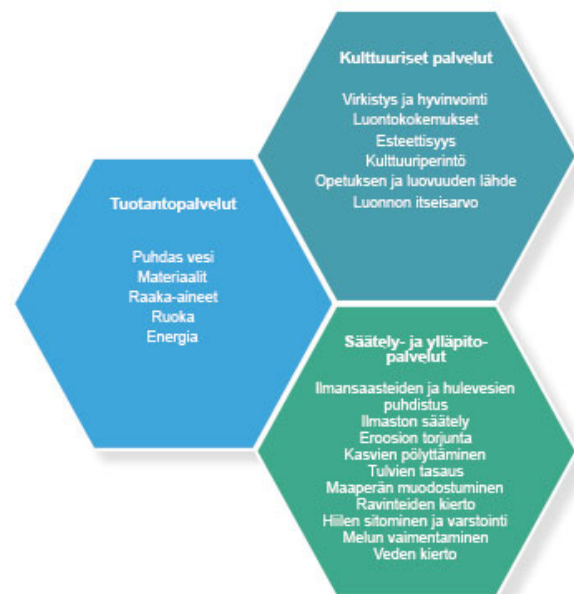 Kulttuuriset palvelut
Virkistys ja hyvinvointi
Luontokokemukset
Esteettisyys
Kulttuuriperintö
Opetuksen ja luovuuden lähde
Luonnon itseisarvo
Tuotantopalvelut
Puhdas vesi
Materiaalit
Raaka-aineet
Ruoka
Energia
Säätely- ja ylläpito-
palvelut
Ilmansaasteiden ja hulevesien
puhdistus
Ilmaston säätely
Eroosion torjunta
Kasvien pölyttäminen
Tulvien tasaus
Maaperän muodostuminen
Ravinteiden kierto
Hiilen sitominen ja varstointi
Melun vaimentaminen
Veden kierto